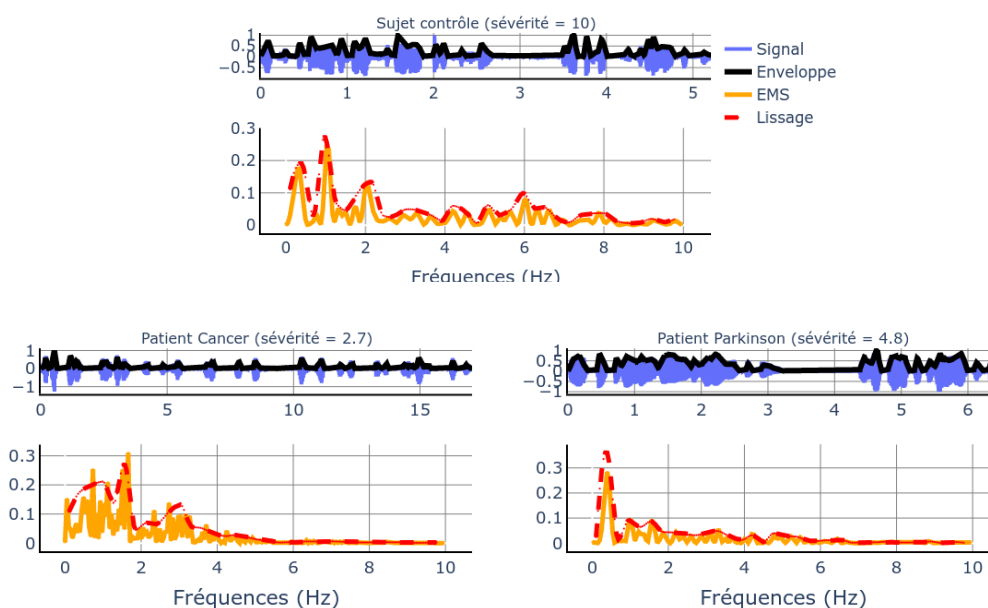 Sujet contrôle (sévérité = 10)
1
0.5
0
−0.5
0 1 2 3 4 5
Signal
Enveloppe
EMS
Lissage
0.3
0.2
0.1
0
0 2 4 6 8 10
Fréquences (Hz)
Patient Cancer (sévérité = 2.7)
1
0
−1
0 5 10 15
0.3
0.2
0.1
0
0 2 4 6 8 10
Fréquences (Hz)
Patient Parkinson (sévérité = 4.8)
1
0.5
0
−0.5
−1
0 1 2 3 4 5 6
0.3
0.2
0.1
0
0 2 4 6 8 10
Fréquences (Hz)